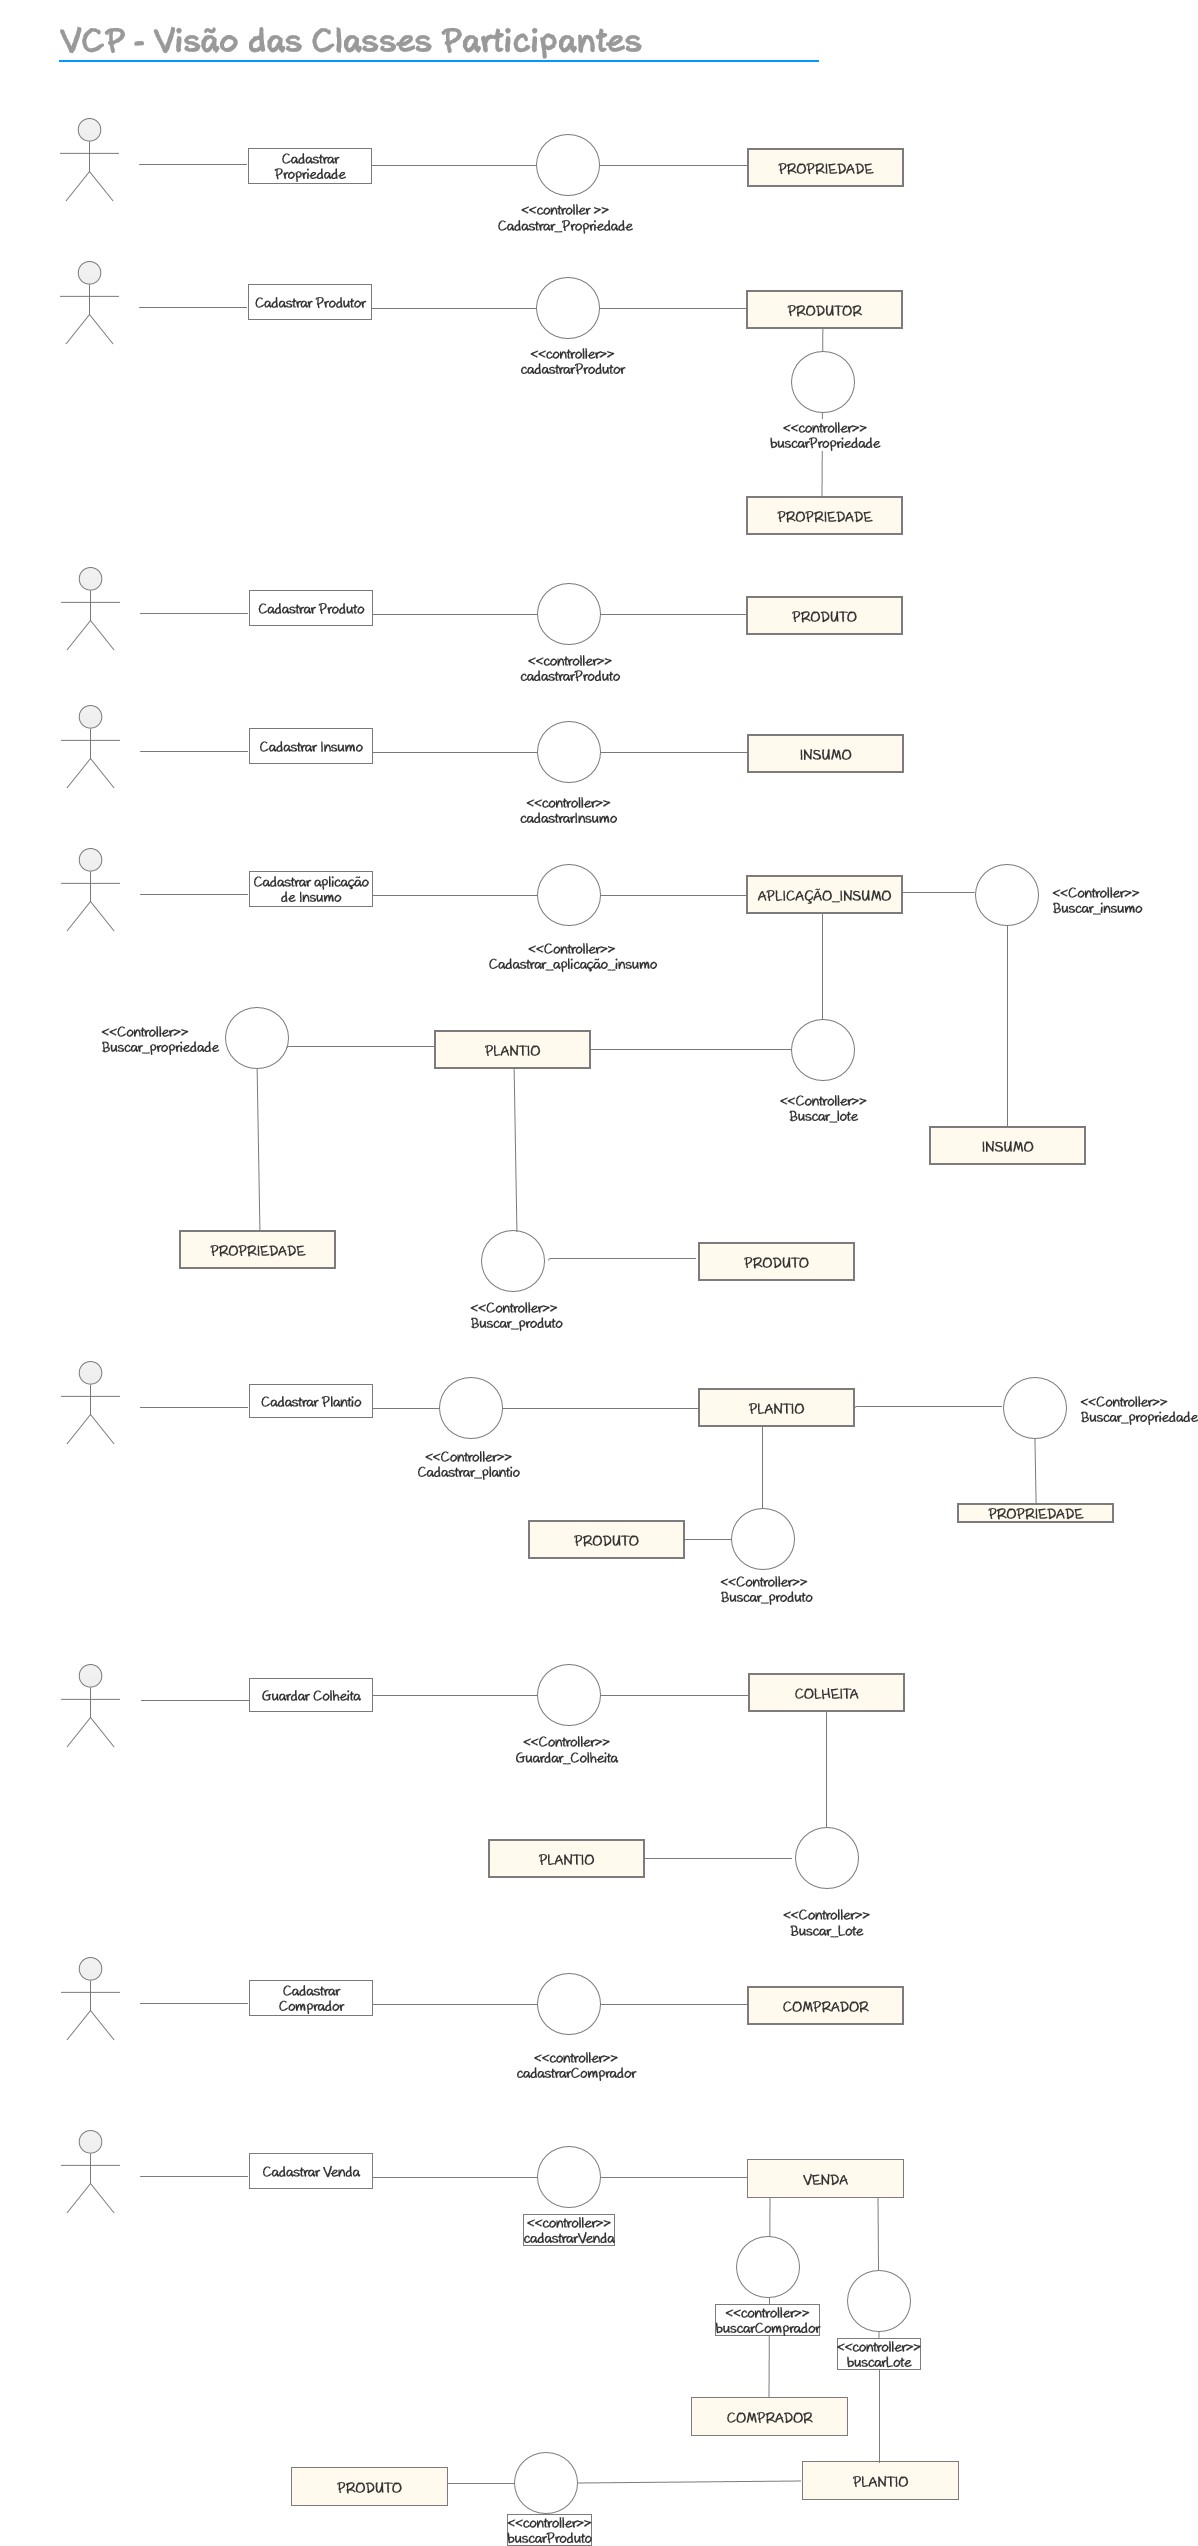 VCP - Visão das Classes Participantes
Cadastrar
Propriedade
<<controller >>
Cadastrar_Propriedade
PROPRIEDADE
Cadastrar Produtor
<<controller>>
cadastrarProdutor
PRODUTOR
<<controller>>
buscarPropriedade
PROPRIEDADE
Cadastrar Produto
<<controller>>
cadastrarProduto
PRODUTO
Cadastrar Insumo
<<controller>>
cadastrarInsumo
INSUMO
Cadastrar aplicação
de Insumo
<<Controller>>
Cadastrar_aplicação_insumo
APLICAÇÃO_INSUMO
<<Controller>>
Buscar_insumo
<<Controller>>
Buscar_propriedade
PLANTIO
<<Controller>>
Buscar_lote
INSUMO
PROPRIEDADE
<<Controller>>
Buscar_produto
PRODUTO
Cadastrar Plantio
<<Controller>>
Cadastrar_plantio
PLANTIO
<<Controller>>
Buscar_propriedade
PROPRIEDADE
PRODUTO
<<Controller>>
Buscar_produto
Guardar Colheita
<<Controller>>
Guardar_Colheita
COLHEITA
PLANTIO
<<Controller>>
Buscar_Lote
Cadastrar
Comprador
<<controller>>
cadastrarComprador
COMPRADOR
Cadastrar Venda
<<controller>>
cadastrarVenda
VENDA
<<controller>>
buscarComprador
<<controller>>
buscarLote
COMPRADOR
PRODUTO
<<controller>>
buscarProduto
PLANTIO